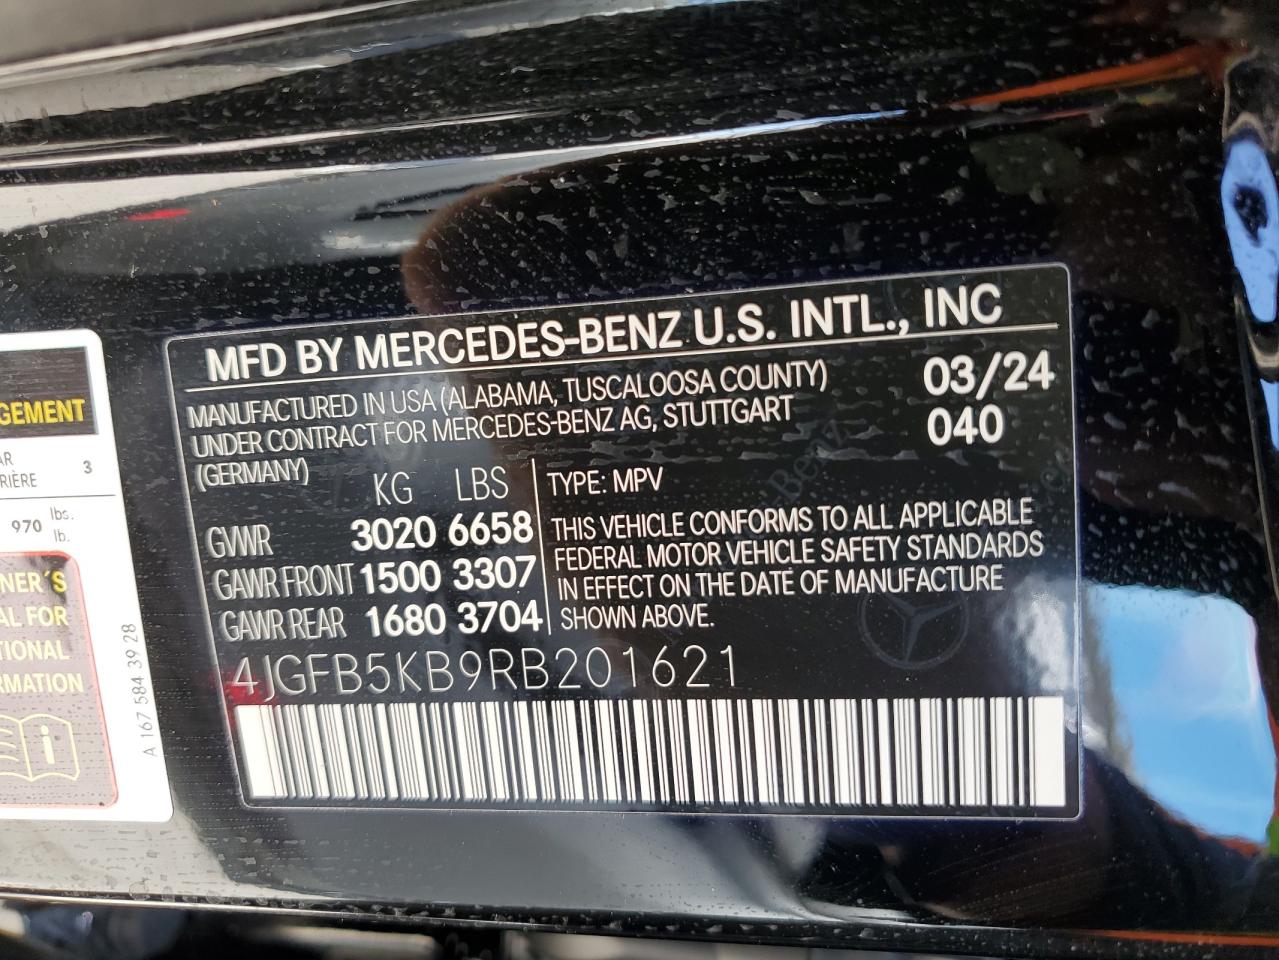 MFD BY MERCEDES-BENZ U.S. INTL., INC
MANUFACTURED IN USA (ALABAMA, TUSCALOOSA COUNTY) 03/24
UNDER CONTRACT FOR MERCEDES-BENZ AG, STUTTGART 040
(GERMANY)
KG LBS
GVWR 3020 6658
GAWR FRONT 1500 3307
GAWR REAR 1680 3704
TYPE: MPV
THIS VEHICLE CONFORMS TO ALL APPLICABLE
FEDERAL MOTOR VEHICLE SAFETY STANDARDS
IN EFFECT ON THE DATE OF MANUFACTURE
SHOWN ABOVE.
4JGFB5KB9RB201621
GEMENT
AR 3
RIÈRE
970 lbs.
lb.
NER´S
AL FOR
TIONAL
RMATION
A 167 584 39 28